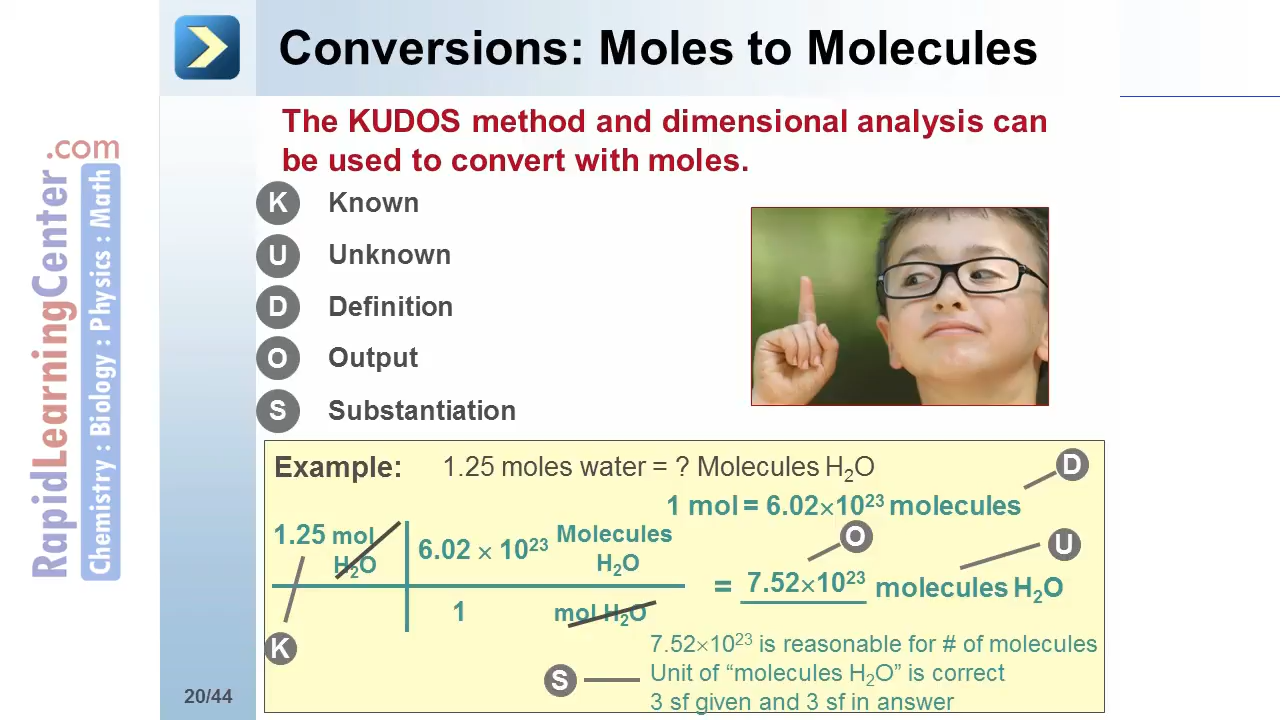 Conversions: Moles to Molecules
The KUDOS method and dimensional analysis can
be used to convert with moles.
K Known
U Unknown
D Definition
O Output
S Substantiation
Example: 1.25 moles water = ? Molecules H₂O
D
1 mol = 6.02×10²³ molecules
O
U
1.25 mol H₂O
6.02 × 10²³ Molecules H₂O
1 mol H₂O
= 7.52×10²³ molecules H₂O
K
S
7.52×10²³ is reasonable for # of molecules
Unit of “molecules H₂O” is correct
3 sf given and 3 sf in answer
20/44
RapidLearningCenter.com
Chemistry : Biology : Physics : Math